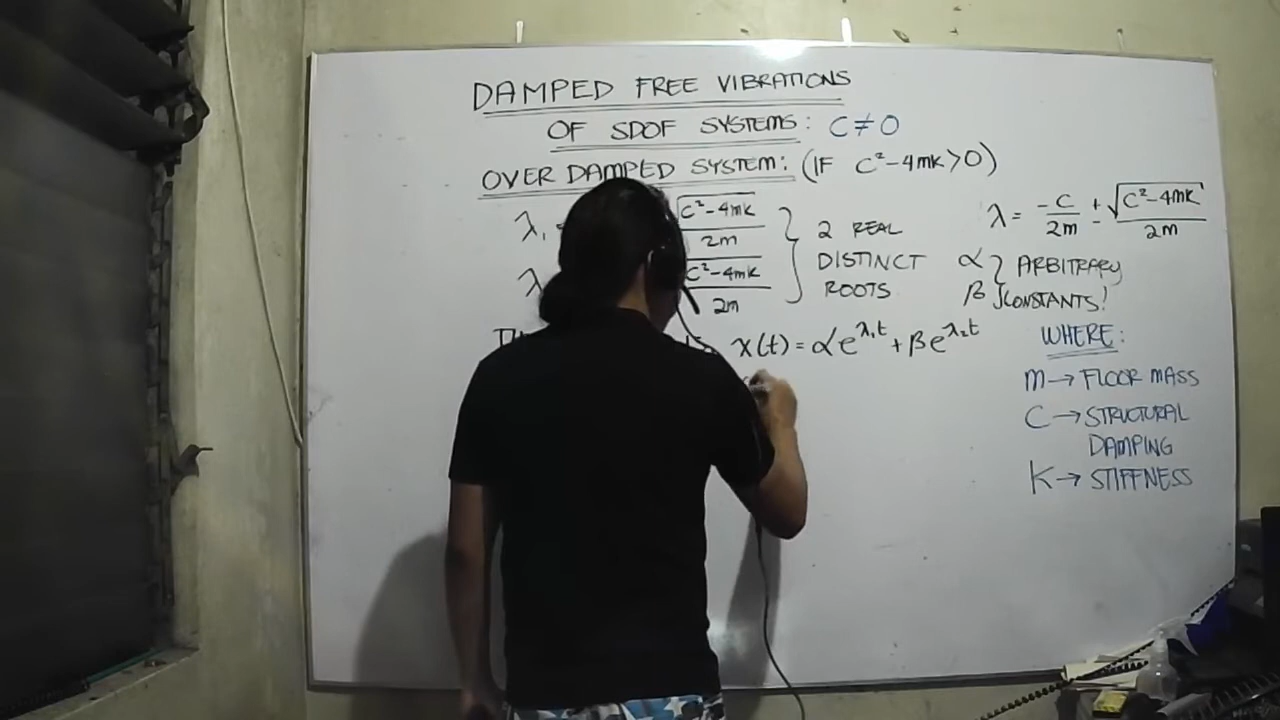 DAMPED FREE VIBRATIONS
OF SDOF SYSTEMS: C≠0
OVER DAMPED SYSTEM: (IF C²-4mk>0)
λ₁ √C²-4mk / 2m
λ C²-4mk / 2m
} 2 REAL
DISTINCT
ROOTS
λ = -C/2m ± √C²-4mk / 2m
α } ARBITRARY
β } CONSTANTS!
x(t) = αe^λ₁t + βe^λ₂t
WHERE:
m → FLOOR MASS
C → STRUCTURAL
DAMPING
K → STIFFNESS